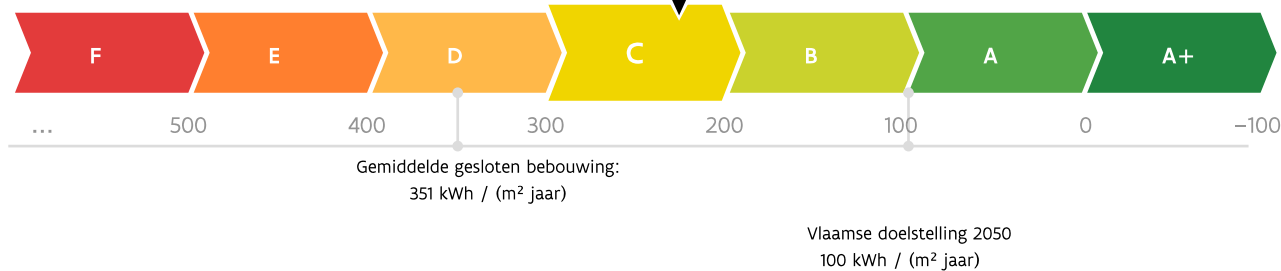 F E D C B A A+
... 500 400 300 200 100 0 –100
Gemiddelde gesloten bebouwing:
351 kWh / (m² jaar)
Vlaamse doelstelling 2050
100 kWh / (m² jaar)